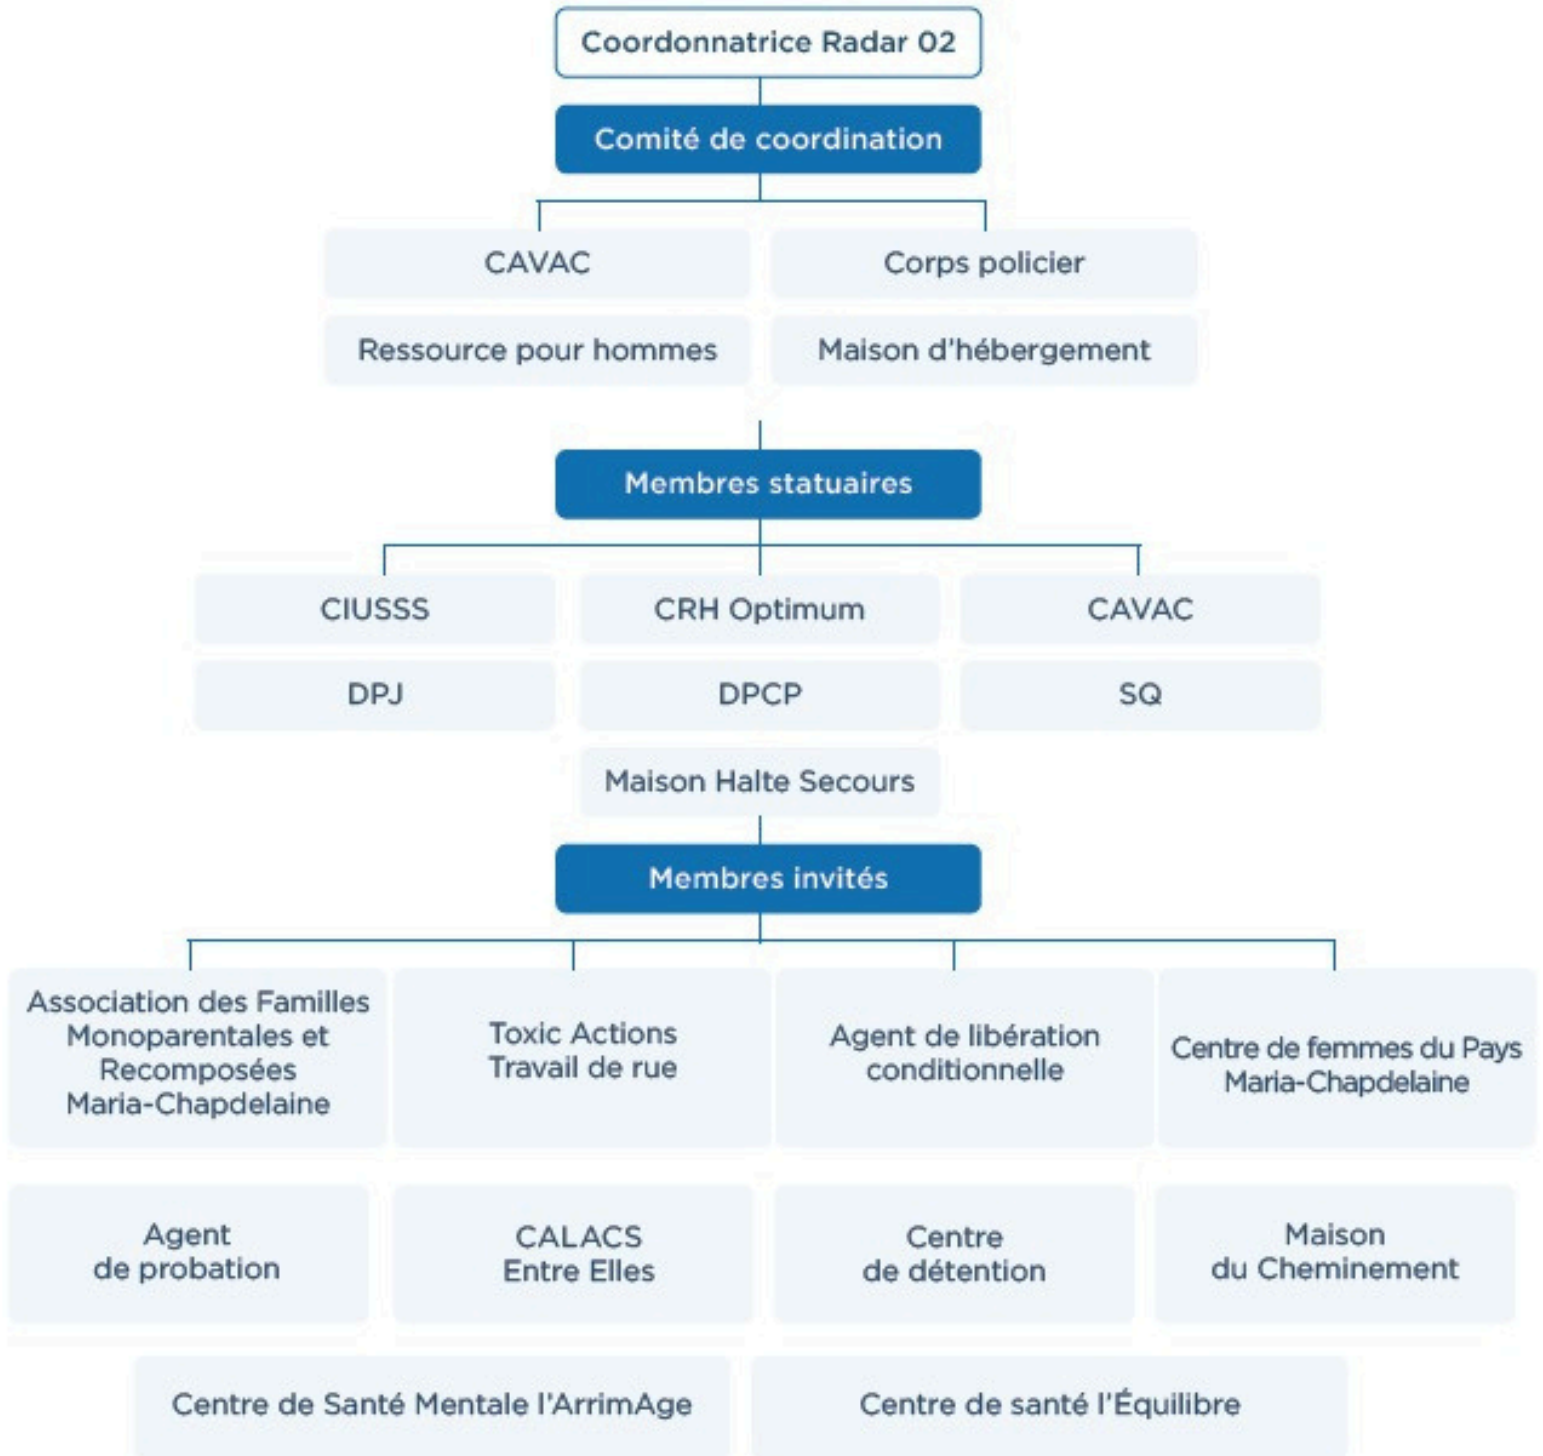 Coordonnatrice Radar 02
Comité de coordination
CAVAC
Corps policier
Ressource pour hommes
Maison d'hébergement
Membres statuaires
CIUSSS
CRH Optimum
CAVAC
DPJ
DPCP
SQ
Maison Halte Secours
Membres invités
Association des Familles
Monoparentales et
Recomposées
Maria-Chapdelaine
Toxic Actions
Travail de rue
Agent de libération
conditionnelle
Centre de femmes du Pays
Maria-Chapdelaine
Agent
de probation
CALACS
Entre Elles
Centre
de détention
Maison
du Cheminement
Centre de Santé Mentale l'ArrimAge
Centre de santé l'Équilibre